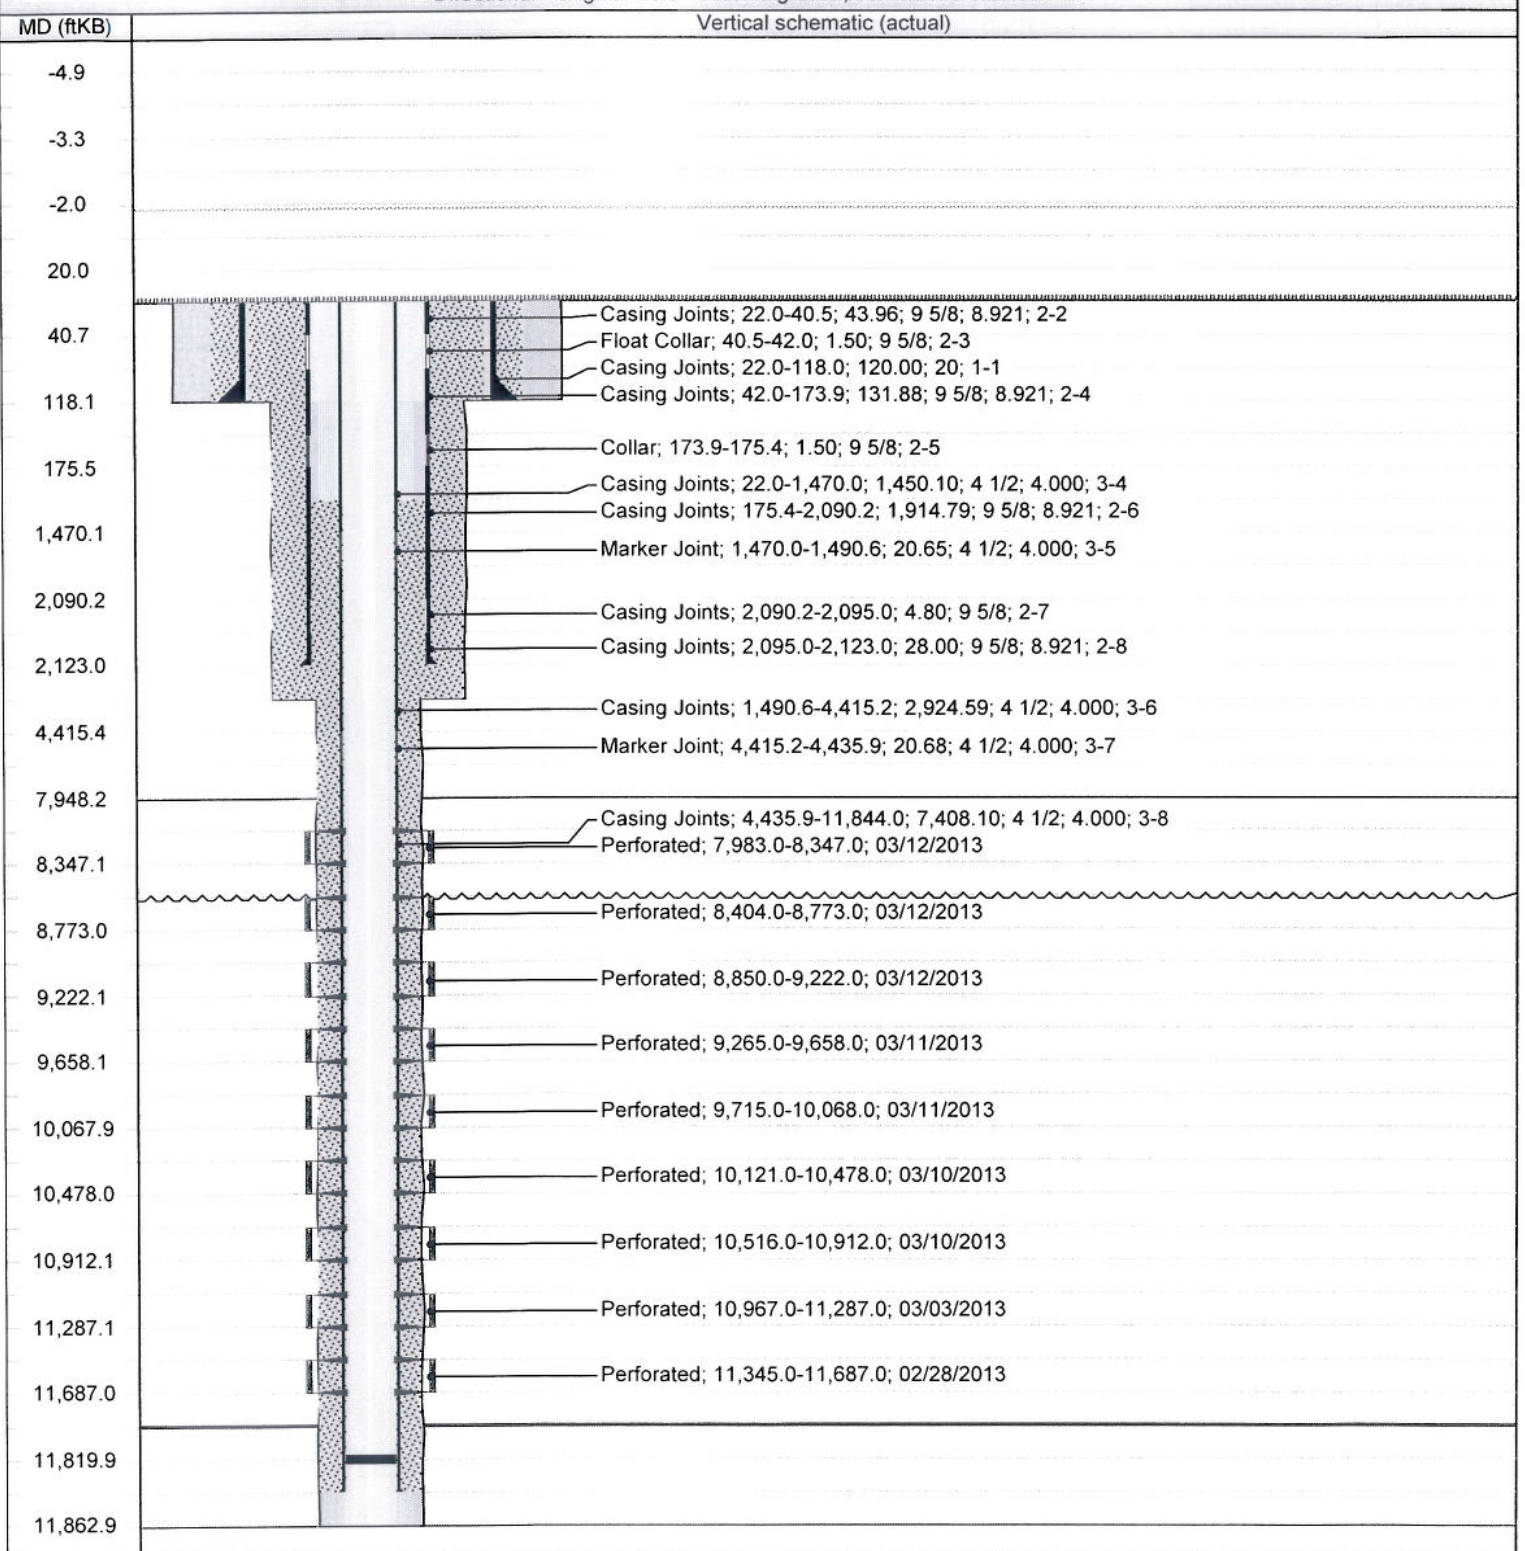 MD (ftKB)
Vertical schematic (actual)
-4.9
-3.3
-2.0
20.0
Casing Joints; 22.0-40.5; 43.96; 9 5/8; 8.921; 2-2
40.7
Float Collar; 40.5-42.0; 1.50; 9 5/8; 2-3
Casing Joints; 22.0-118.0; 120.00; 20; 1-1
Casing Joints; 42.0-173.9; 131.88; 9 5/8; 8.921; 2-4
118.1
Collar; 173.9-175.4; 1.50; 9 5/8; 2-5
175.5
Casing Joints; 22.0-1,470.0; 1,450.10; 4 1/2; 4.000; 3-4
Casing Joints; 175.4-2,090.2; 1,914.79; 9 5/8; 8.921; 2-6
1,470.1
Marker Joint; 1,470.0-1,490.6; 20.65; 4 1/2; 4.000; 3-5
2,090.2
Casing Joints; 2,090.2-2,095.0; 4.80; 9 5/8; 2-7
Casing Joints; 2,095.0-2,123.0; 28.00; 9 5/8; 8.921; 2-8
2,123.0
Casing Joints; 1,490.6-4,415.2; 2,924.59; 4 1/2; 4.000; 3-6
4,415.4
Marker Joint; 4,415.2-4,435.9; 20.68; 4 1/2; 4.000; 3-7
7,948.2
Casing Joints; 4,435.9-11,844.0; 7,408.10; 4 1/2; 4.000; 3-8
Perforated; 7,983.0-8,347.0; 03/12/2013
8,347.1
Perforated; 8,404.0-8,773.0; 03/12/2013
8,773.0
Perforated; 8,850.0-9,222.0; 03/12/2013
9,222.1
Perforated; 9,265.0-9,658.0; 03/11/2013
9,658.1
Perforated; 9,715.0-10,068.0; 03/11/2013
10,067.9
Perforated; 10,121.0-10,478.0; 03/10/2013
10,478.0
Perforated; 10,516.0-10,912.0; 03/10/2013
10,912.1
Perforated; 10,967.0-11,287.0; 03/03/2013
11,287.1
Perforated; 11,345.0-11,687.0; 02/28/2013
11,687.0
11,819.9
11,862.9